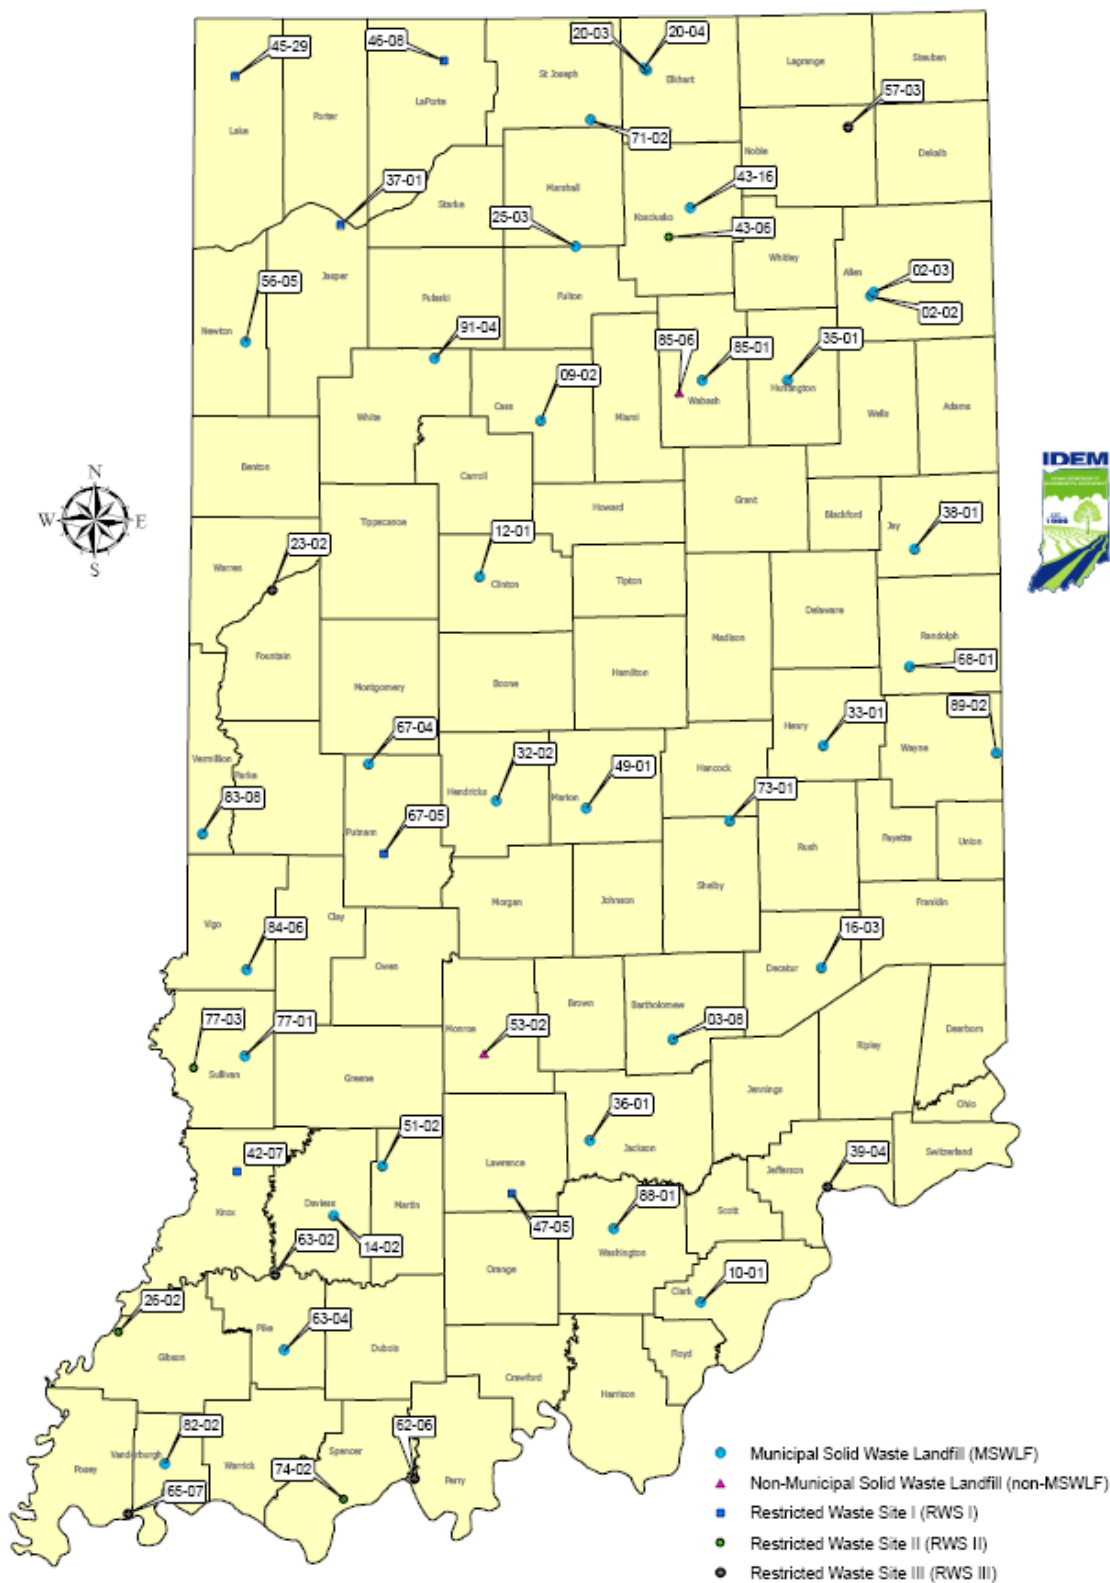 45-29
46-08
20-03
20-04
St Joseph
Elkhart
Lagrange
Steuben
LaPorte
57-03
Porter
Lake
71-02
Noble
Dekalb
Marshall
43-16
37-01
Starke
25-03
Kosciusko
43-06
Whitley
Allen
02-03
56-05
Jasper
Pulaski
Fulton
02-02
Newton
91-04
85-06
85-01
35-01
09-02
Huntington
Wabash
Cass
White
Miami
Wells
Adams
IDEM
Benton
Carroll
Grant
Howard
Blackford
1986
N
W
E
S
Tippecanoe
12-01
Jay
38-01
23-02
Warren
Clinton
Tipton
Delaware
Madison
Randolph
Fountain
68-01
Hamilton
Boone
Montgomery
89-02
33-01
67-04
Henry
Wayne
32-02
49-01
Vermillion
Parke
Hancock
Hendricks
Marion
73-01
83-08
67-05
Putnam
Rush
Fayette
Union
Shelby
Morgan
Johnson
Franklin
Vigo
Clay
84-06
16-03
Owen
Decatur
Brown
Bartholomew
77-03
77-01
53-02
03-08
Monroe
Dearborn
Ripley
Sullivan
Greene
Jennings
36-01
Ohio
51-02
Jackson
42-07
Lawrence
39-04
Switzerland
Jefferson
88-01
Daviess
Martin
Knox
Scott
47-05
63-02
14-02
Washington
Orange
10-01
Clark
26-02
63-04
Pike
Dubois
Gibson
Floyd
Crawford
Harrison
82-02
62-06
Vanderburgh
Spencer
Posey
Warrick
74-02
Perry
65-07
Municipal Solid Waste Landfill (MSWLF)
Non-Municipal Solid Waste Landfill (non-MSWLF)
Restricted Waste Site I (RWS I)
Restricted Waste Site II (RWS II)
Restricted Waste Site III (RWS III)